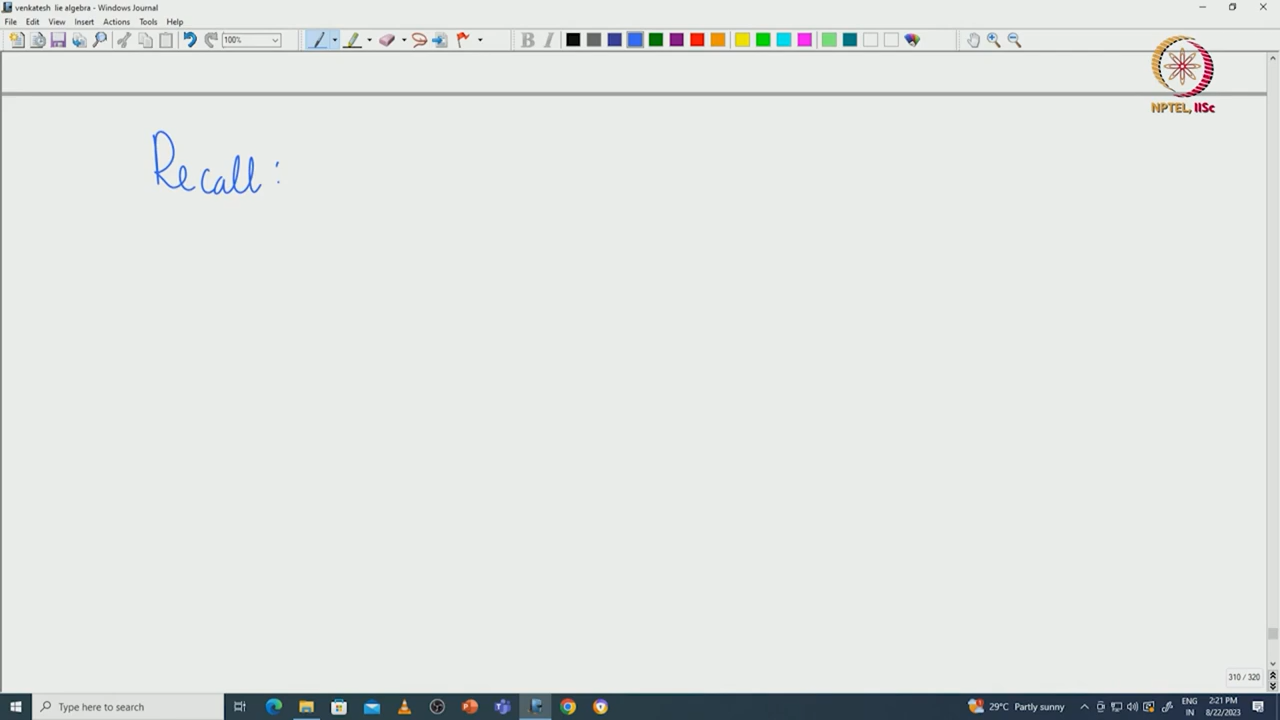 venkatesh lie algebra - Windows Journal
File Edit View Insert Actions Tools Help
100%
B I
NPTEL, IISc
Recall :
310 / 320
Type here to search
29°C Partly sunny
ENG
IN
2:21 PM
8/22/2023